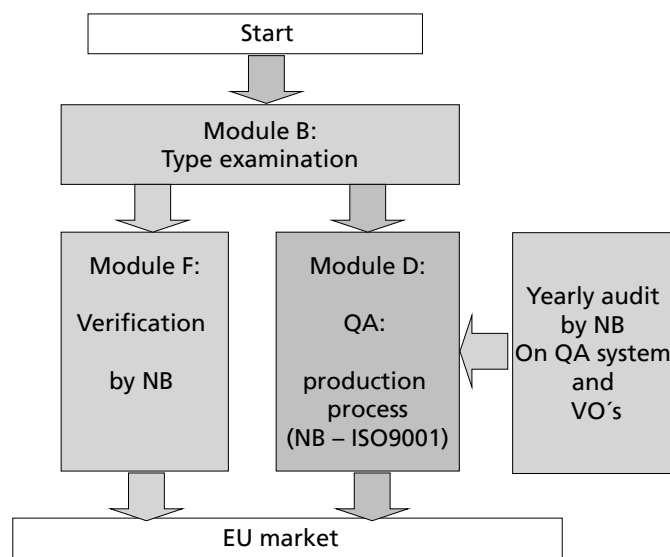 Start
Module B:
Type examination
Module F:
Verification
by NB
Module D:
QA:
production
process
(NB – ISO9001)
Yearly audit
by NB
On QA system
and
VO´s
EU market